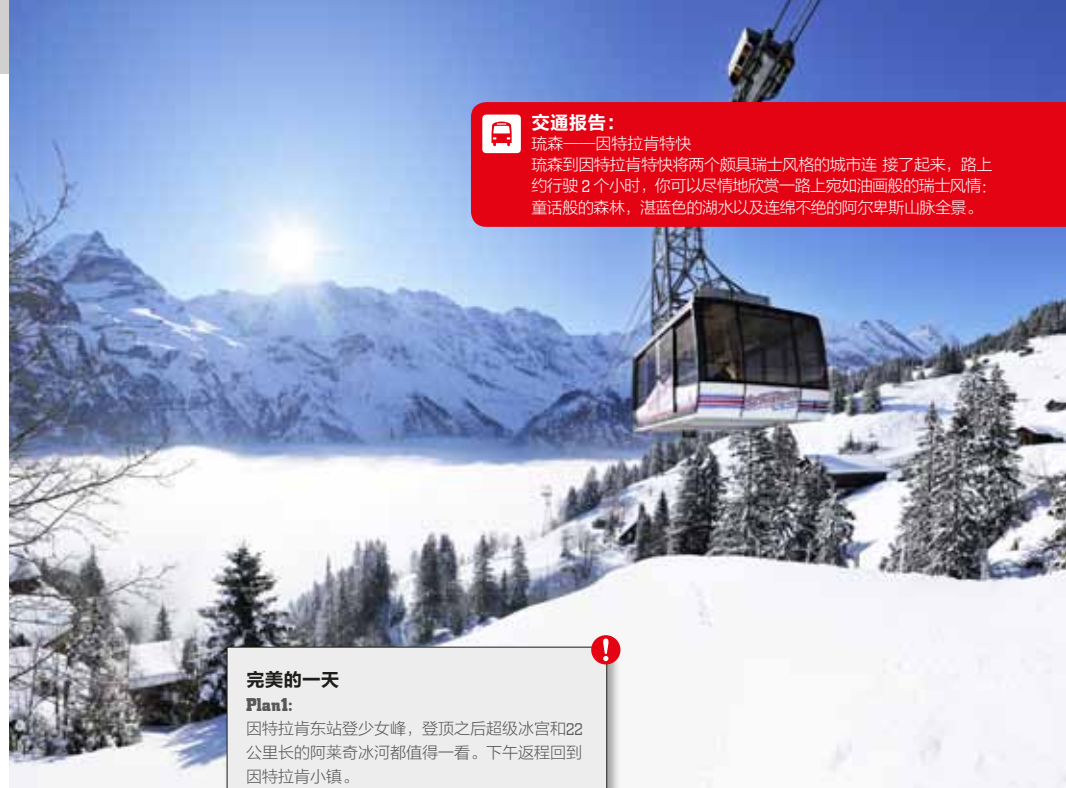 交通报告：
琉森——因特拉肯特快
琉森到因特拉肯特快将两个颇具瑞士风格的城市连 接了起来，路上
约行驶 2 个小时，你可以尽情地欣赏一路上宛如油画般的瑞士风情：
童话般的森林，湛蓝色的湖水以及连绵不绝的阿尔卑斯山脉全景。
完美的一天
Plan1:
因特拉肯东站登少女峰，登顶之后超级冰宫和22
公里长的阿莱奇冰河都值得一看。下午返程回到
因特拉肯小镇。